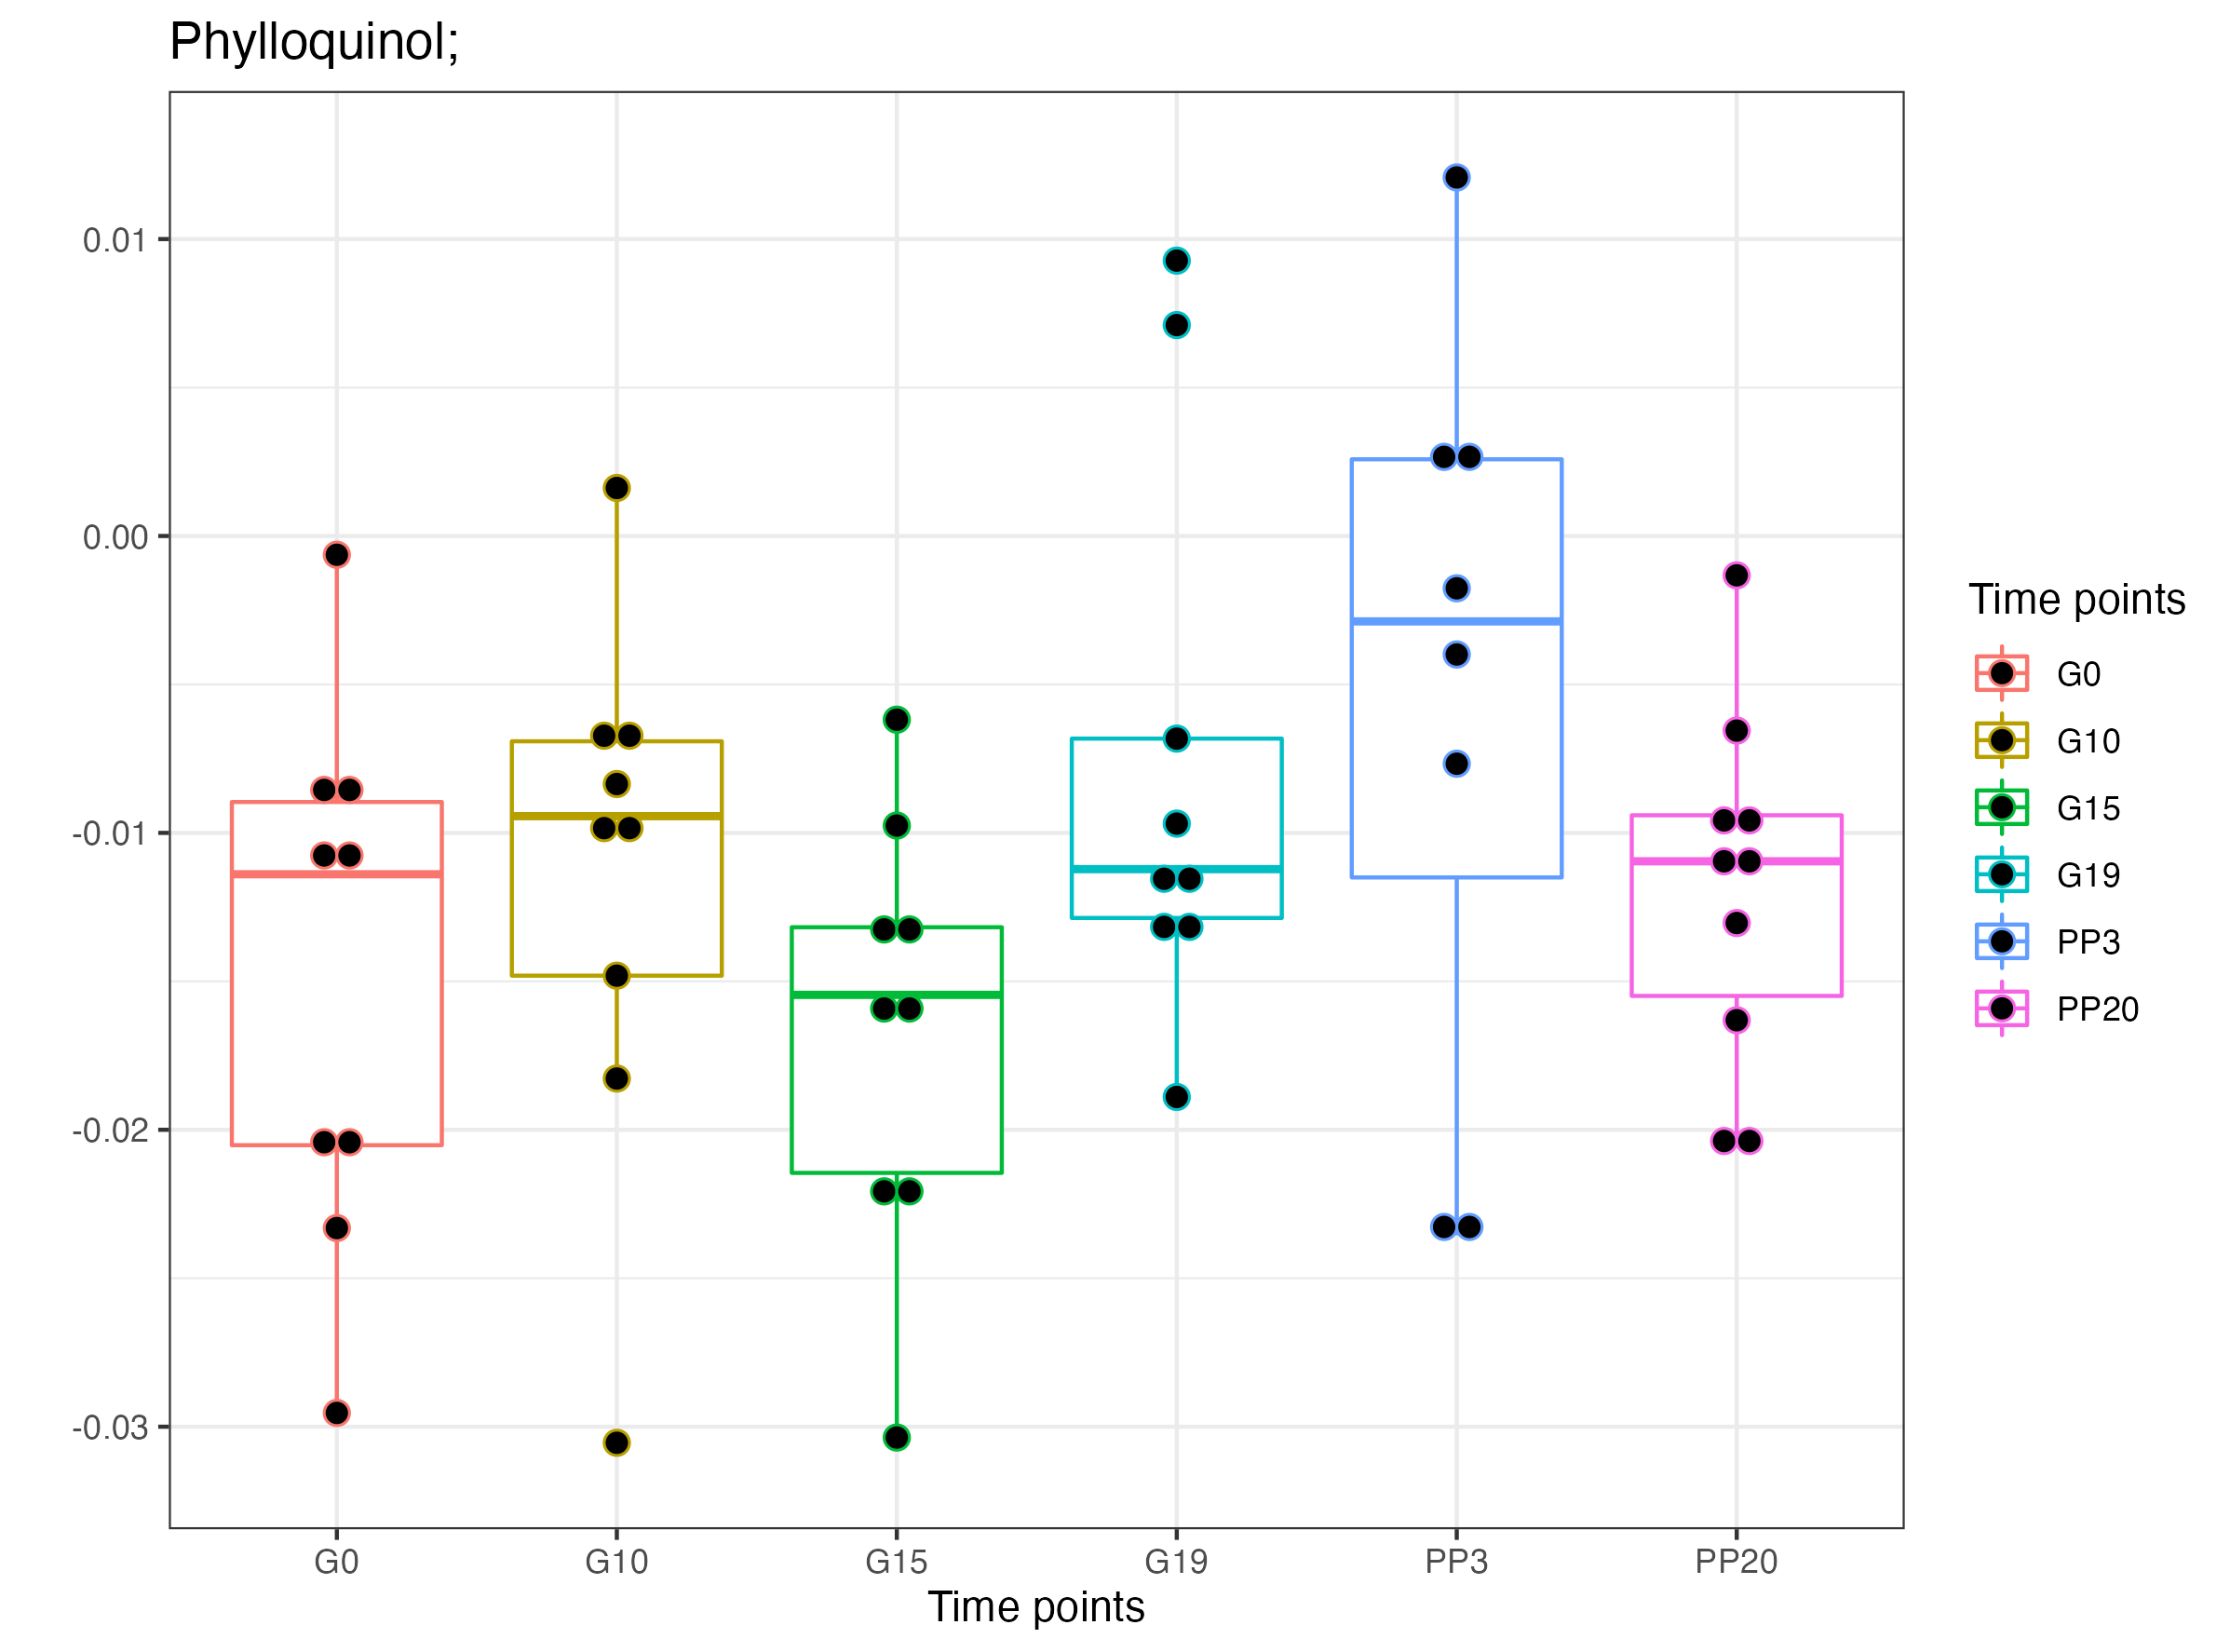 Phylloquinol;
0.01
0.00
-0.01
-0.02
-0.03
G0 G10 G15 G19 PP3 PP20
Time points
Time points
G0
G10
G15
G19
PP3
PP20